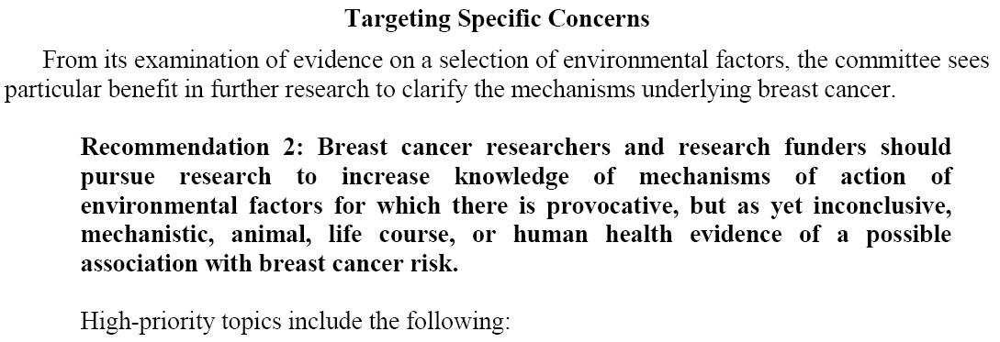 Targeting Specific Concerns
From its examination of evidence on a selection of environmental factors, the committee sees
particular benefit in further research to clarify the mechanisms underlying breast cancer.
Recommendation 2: Breast cancer researchers and research funders should
pursue research to increase knowledge of mechanisms of action of
environmental factors for which there is provocative, but as yet inconclusive,
mechanistic, animal, life course, or human health evidence of a possible
association with breast cancer risk.
High-priority topics include the following: